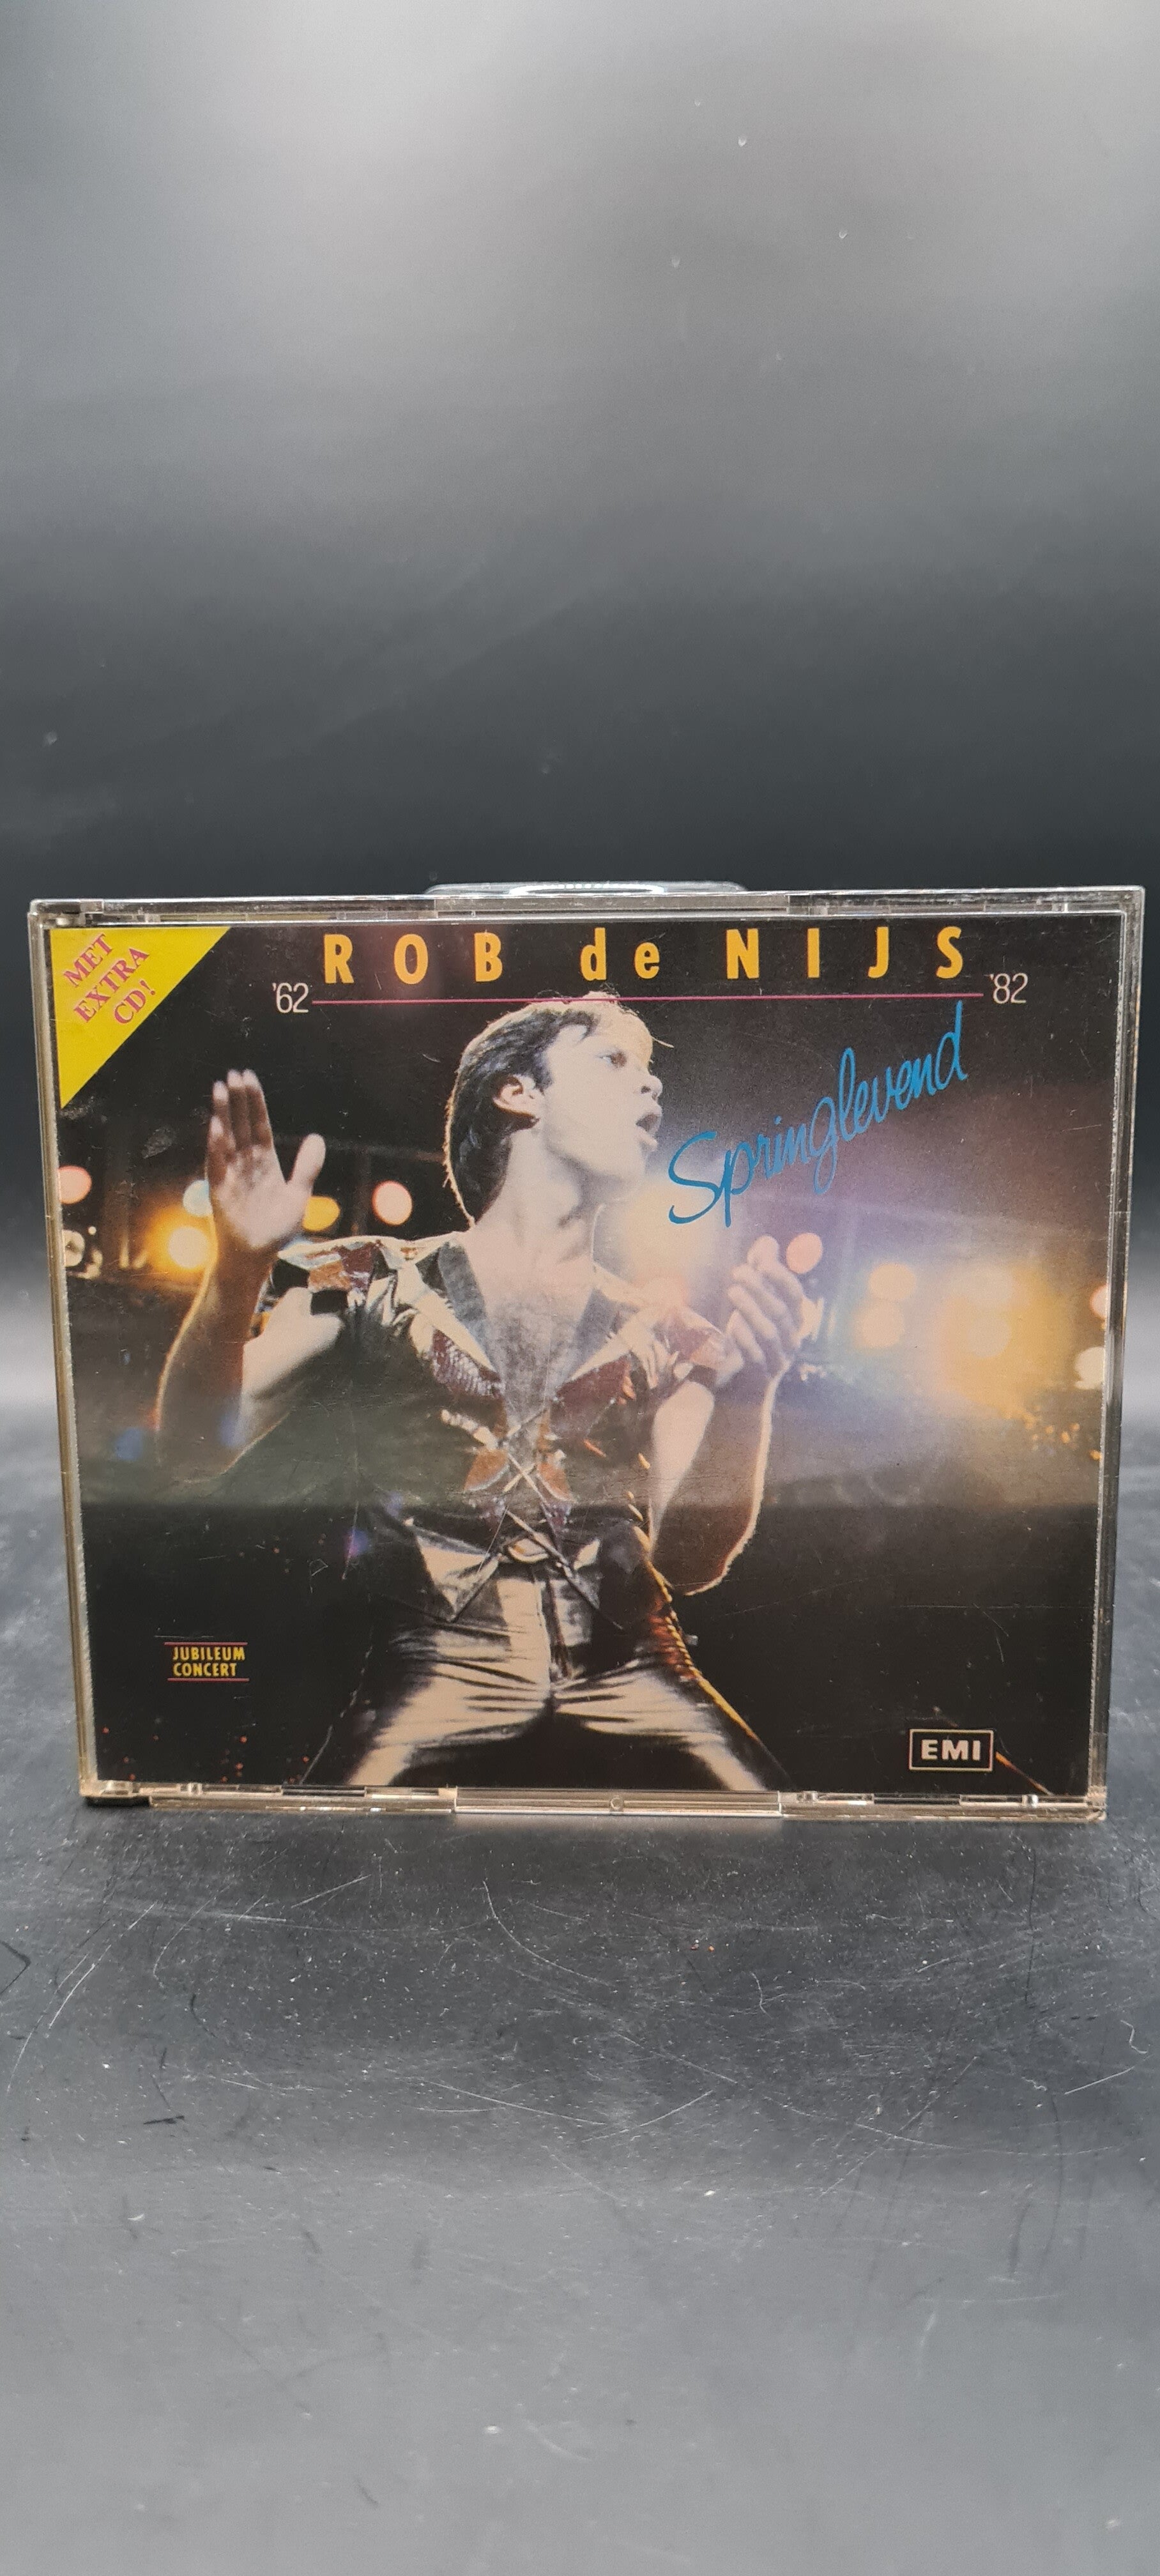 MET
EXTRA
CD!
ROB de NIJS
'62 '82
Springlevend
JUBILEUM
CONCERT
EMI